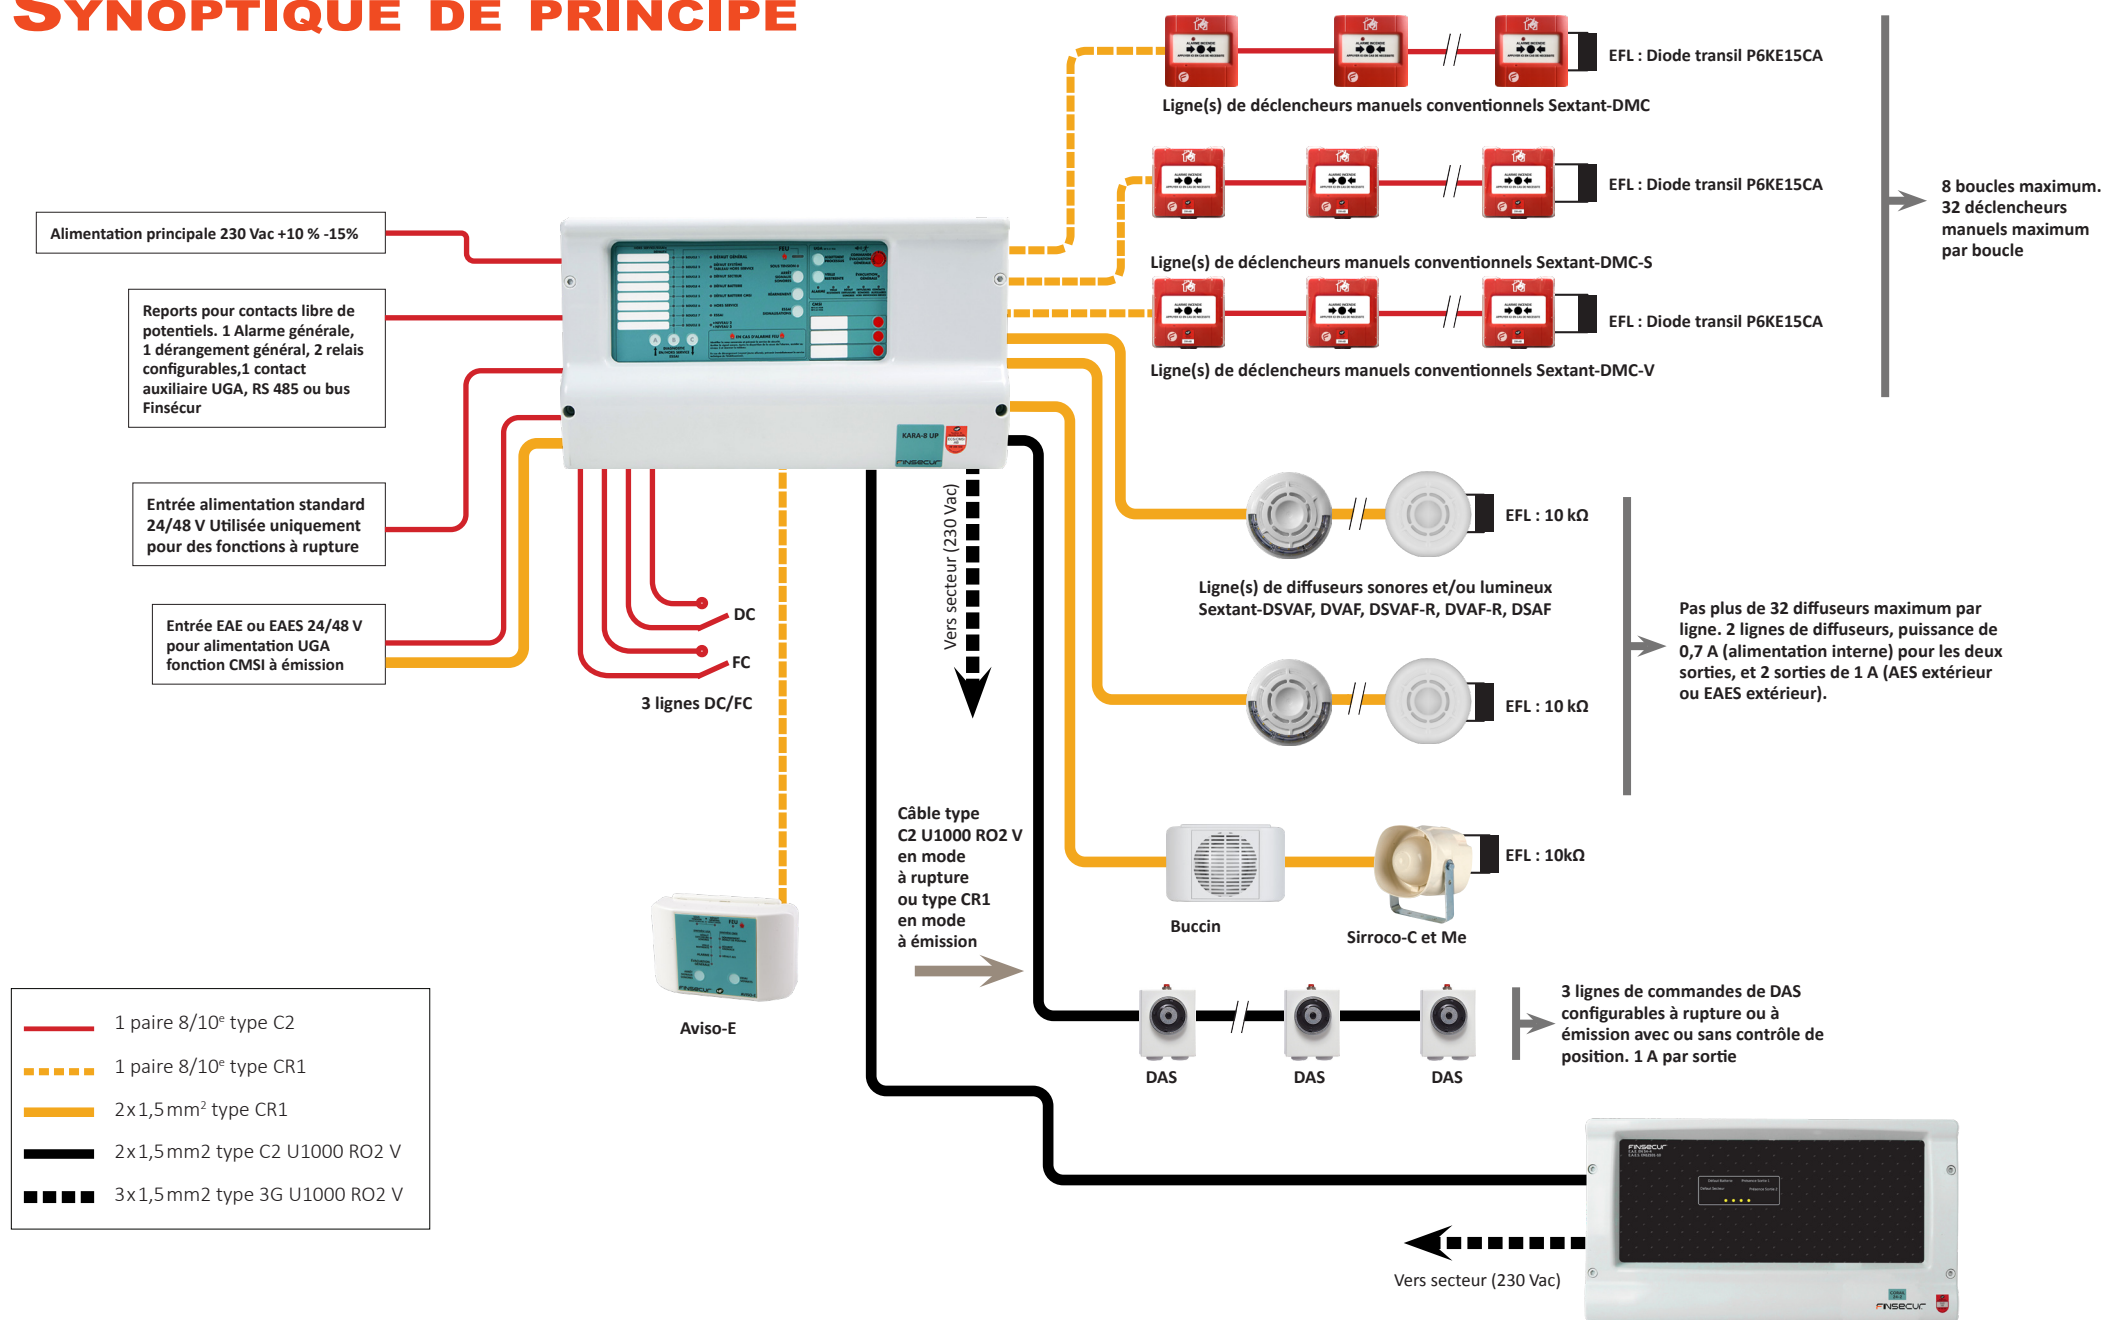 SYNOPTIQUE DE PRINCIPE
EFL : Diode transil P6KE15CA
Ligne(s) de déclencheurs manuels conventionnels Sextant-DMC
EFL : Diode transil P6KE15CA
Ligne(s) de déclencheurs manuels conventionnels Sextant-DMC-S
EFL : Diode transil P6KE15CA
Ligne(s) de déclencheurs manuels conventionnels Sextant-DMC-V
8 boucles maximum.
32 déclencheurs
manuels maximum
par boucle
Alimentation principale 230 Vac +10 % -15%
Reports pour contacts libre de
potentiels. 1 Alarme générale,
1 dérangement général, 2 relais
configurables,1 contact
auxiliaire UGA, RS 485 ou bus
Finsécur
Entrée alimentation standard
24/48 V Utilisée uniquement
pour des fonctions à rupture
Entrée EAE ou EAES 24/48 V
pour alimentation UGA
fonction CMSI à émission
KARA-8 UP
FINSECUR
DC
FC
3 lignes DC/FC
Vers secteur (230 Vac)
EFL : 10 kΩ
Ligne(s) de diffuseurs sonores et/ou lumineux
Sextant-DSVAF, DVAF, DSVAF-R, DVAF-R, DSAF
EFL : 10 kΩ
Pas plus de 32 diffuseurs maximum par
ligne. 2 lignes de diffuseurs, puissance de
0,7 A (alimentation interne) pour les deux
sorties, et 2 sorties de 1 A (AES extérieur
ou EAES extérieur).
Câble type
C2 U1000 RO2 V
en mode
à rupture
ou type CR1
en mode
à émission
EFL : 10kΩ
Buccin
Sirroco-C et Me
Aviso-E
DAS
DAS
DAS
3 lignes de commandes de DAS
configurables à rupture ou à
émission avec ou sans contrôle de
position. 1 A par sortie
1 paire 8/10e type C2
1 paire 8/10e type CR1
2x1,5mm2 type CR1
2x1,5mm2 type C2 U1000 RO2 V
3x1,5mm2 type 3G U1000 RO2 V
FINSECUR
Vers secteur (230 Vac)
FINSECUR